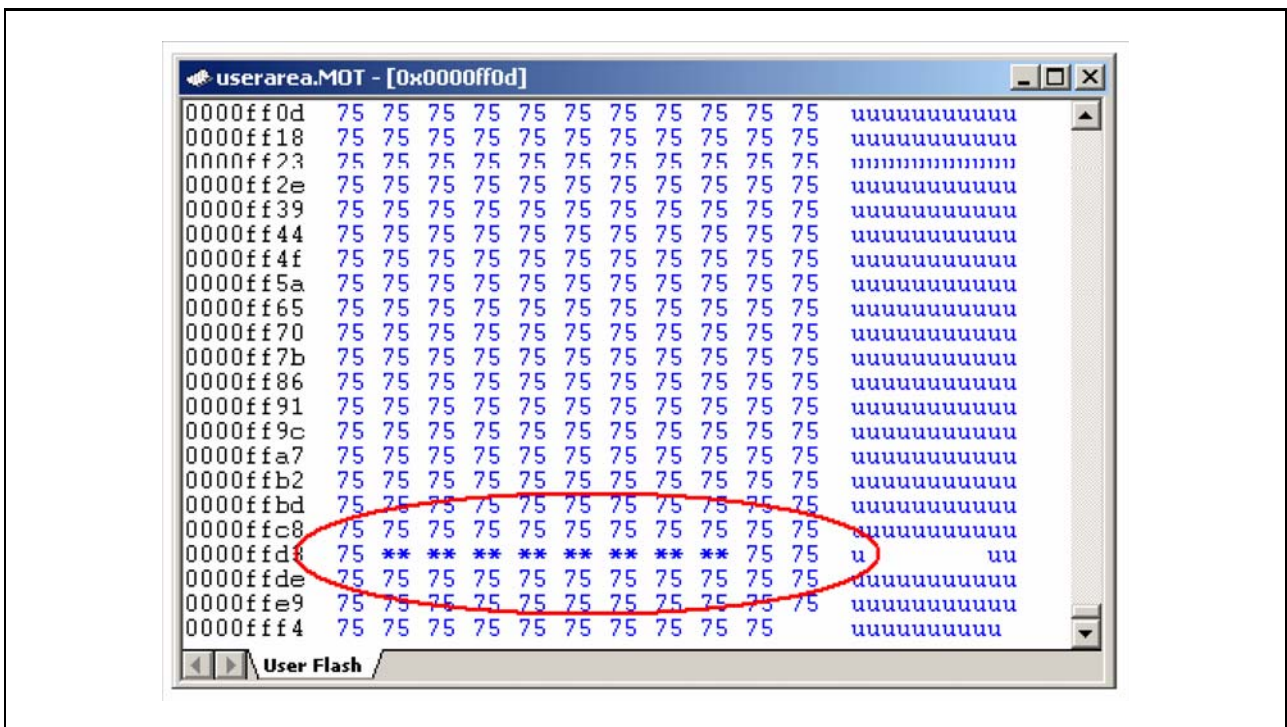 userarea.MOT - [0x0000ff0d]
0000ff0d 75 75 75 75 75 75 75 75 75 75 75 uuuuuuuuuuu
0000ff18 75 75 75 75 75 75 75 75 75 75 75 uuuuuuuuuuu
0000ff23 75 75 75 75 75 75 75 75 75 75 75 uuuuuuuuuuu
0000ff2e 75 75 75 75 75 75 75 75 75 75 75 uuuuuuuuuuu
0000ff39 75 75 75 75 75 75 75 75 75 75 75 uuuuuuuuuuu
0000ff44 75 75 75 75 75 75 75 75 75 75 75 uuuuuuuuuuu
0000ff4f 75 75 75 75 75 75 75 75 75 75 75 uuuuuuuuuuu
0000ff5a 75 75 75 75 75 75 75 75 75 75 75 uuuuuuuuuuu
0000ff65 75 75 75 75 75 75 75 75 75 75 75 uuuuuuuuuuu
0000ff70 75 75 75 75 75 75 75 75 75 75 75 uuuuuuuuuuu
0000ff7b 75 75 75 75 75 75 75 75 75 75 75 uuuuuuuuuuu
0000ff86 75 75 75 75 75 75 75 75 75 75 75 uuuuuuuuuuu
0000ff91 75 75 75 75 75 75 75 75 75 75 75 uuuuuuuuuuu
0000ff9c 75 75 75 75 75 75 75 75 75 75 75 uuuuuuuuuuu
0000ffa7 75 75 75 75 75 75 75 75 75 75 75 uuuuuuuuuuu
0000ffb2 75 75 75 75 75 75 75 75 75 75 75 uuuuuuuuuuu
0000ffbd 75 75 75 75 75 75 75 75 75 75 75 uuuuuuuuuuu
0000ffc8 75 75 75 75 75 75 75 75 75 75 75 uuuuuuuuuuu
0000ffd3 75 ** ** ** ** ** ** ** ** 75 75 u uu
0000ffde 75 75 75 75 75 75 75 75 75 75 75 uuuuuuuuuuu
0000ffe9 75 75 75 75 75 75 75 75 75 75 75 uuuuuuuuuuu
0000fff4 75 75 75 75 75 75 75 75 75 75 uuuuuuuuuu
User Flash